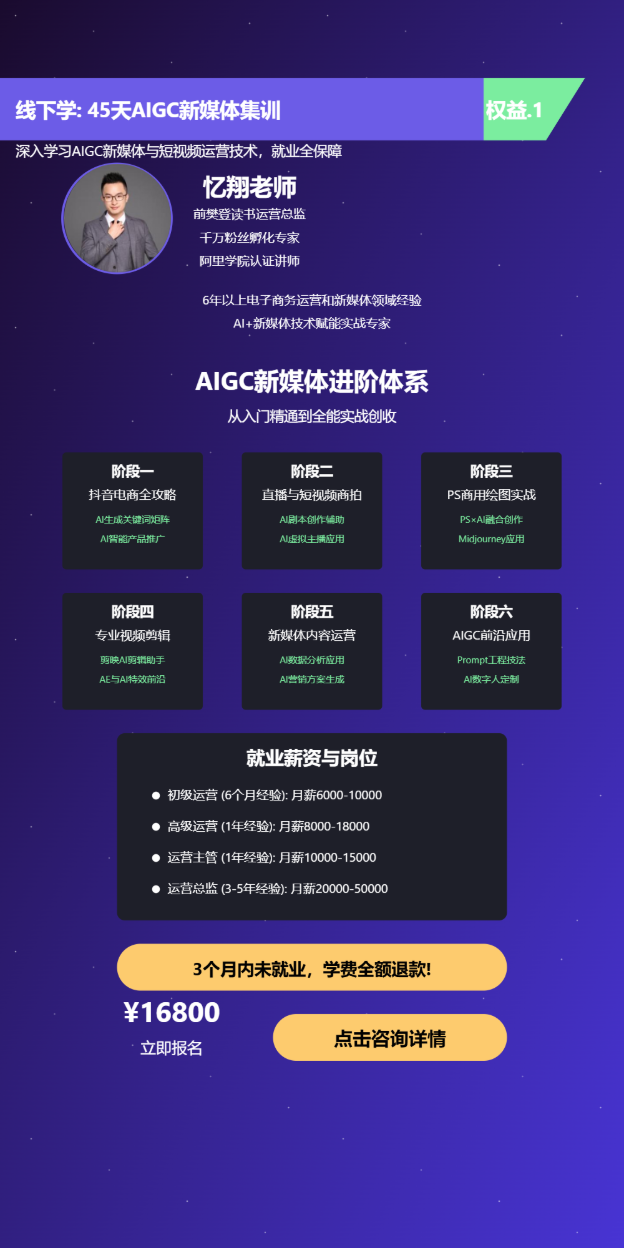 线下学: 45天AIGC新媒体集训
权益.1
深入学习AIGC新媒体与短视频运营技术，就业全保障
忆翔老师
前樊登读书运营总监
千万粉丝孵化专家
阿里学院认证讲师
6年以上电子商务运营和新媒体领域经验
AI+新媒体技术赋能实战专家
AIGC新媒体进阶体系
从入门精通到全能实战创收
阶段一
抖音电商全攻略
AI生成关键词矩阵
AI智能产品推广
阶段二
直播与短视频商拍
AI剧本创作辅助
AI虚拟主播应用
阶段三
PS商用绘图实战
PS×AI融合创作
Midjourney应用
阶段四
专业视频剪辑
剪映AI剪辑助手
AE与AI特效前沿
阶段五
新媒体内容运营
AI数据分析应用
AI营销方案生成
阶段六
AIGC前沿应用
Prompt工程技法
AI数字人定制
就业薪资与岗位
初级运营 (6个月经验): 月薪6000-10000
高级运营 (1年经验): 月薪8000-18000
运营主管 (1年经验): 月薪10000-15000
运营总监 (3-5年经验): 月薪20000-50000
3个月内未就业，学费全额退款!
¥16800
立即报名
点击咨询详情